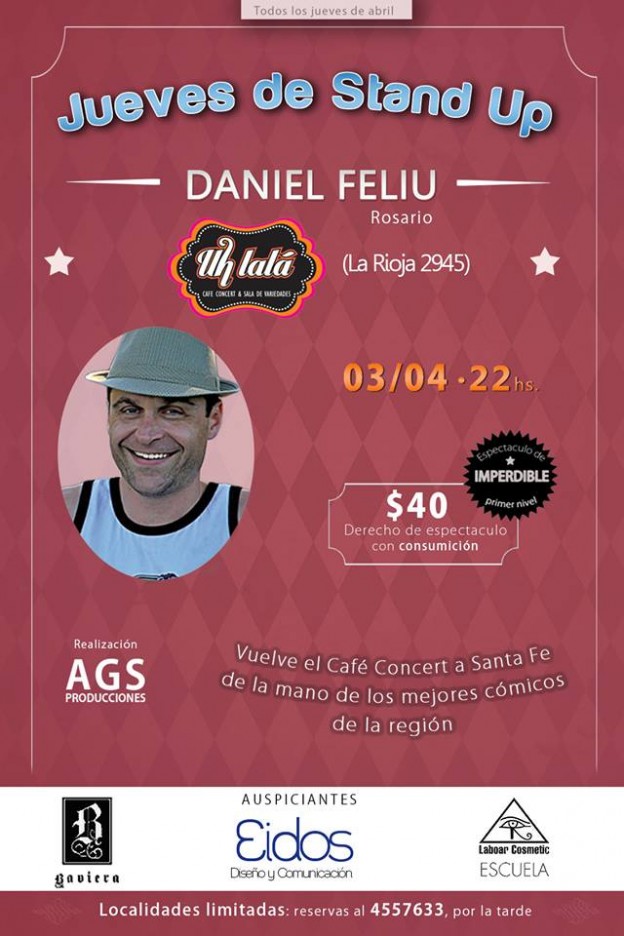 Todos los jueves de abril
Jueves de Stand Up
DANIEL FELIU
Rosario
Uh lalá
CAFE CONCERT & SALA DE VARIEDADES
(La Rioja 2945)
03/04 · 22 hs.
Espectaculo de
IMPERDIBLE
primer nivel
$40
Derecho de espectaculo
con consumición
Realización
AGS
PRODUCCIONES
Vuelve el Café Concert a Santa Fe
de la mano de los mejores cómicos
de la región
AUSPICIANTES
B
Baviera
Eidos
Diseño y Comunicación
Laboar Cosmetic
ESCUELA
Localidades limitadas: reservas al 4557633, por la tarde